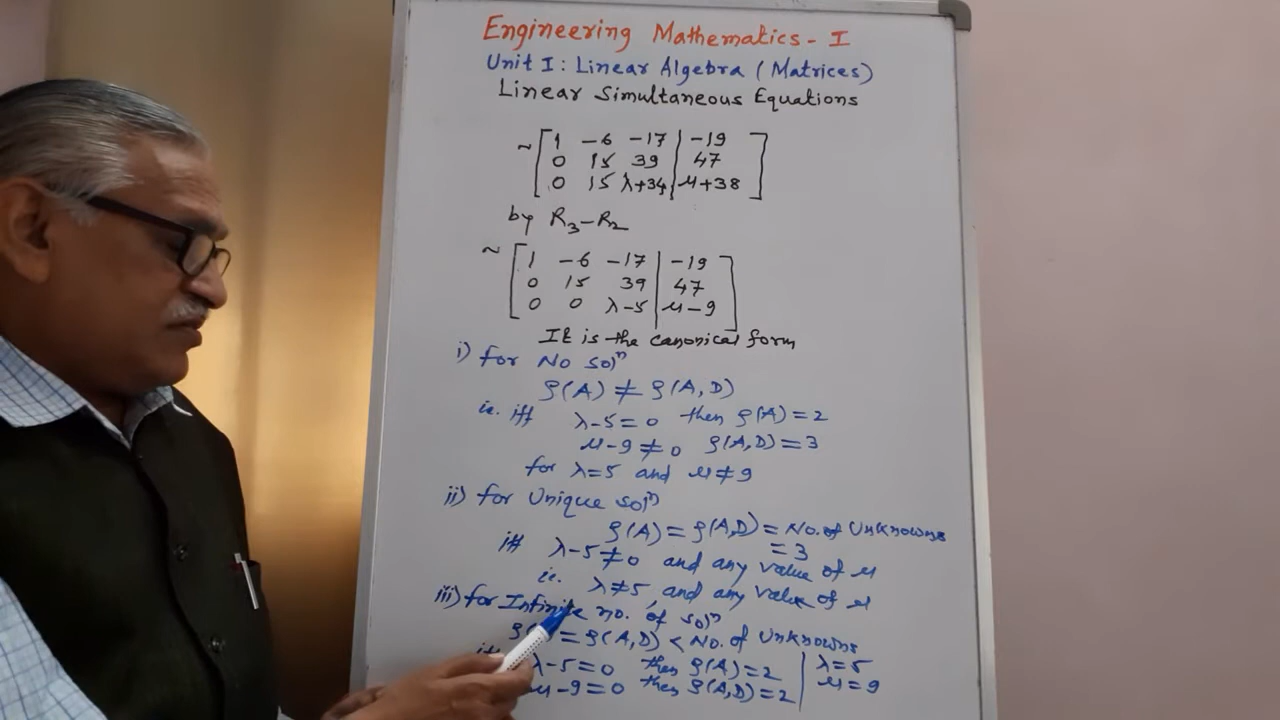 Engineering Mathematics - I
Unit I : Linear Algebra (Matrices)
Linear Simultaneous Equations
~ [ 1 -6 -17 | -19 ]
[ 0 15 39 | 47 ]
[ 0 15 λ+34 | μ+38 ]
by R₃-R₂
~ [ 1 -6 -17 | -19 ]
[ 0 15 39 | 47 ]
[ 0 0 λ-5 | μ-9 ]
It is the canonical form
i) for No solⁿ
ρ(A) ≠ ρ(A, D)
ie. iff λ-5=0 then ρ(A)=2
μ-9≠0 ρ(A,D)=3
for λ=5 and μ≠9
ii) for Unique solⁿ
ρ(A) = ρ(A,D) = No. of Unknowns
= 3
iff λ-5≠0 and any value of μ
ie. λ≠5, and any value of μ
iii) for Infinite no. of solⁿ
= ρ(A,D) < No. of Unknowns
λ-5=0 then ρ(A)=2 | λ=5
μ-9=0 then ρ(A,D)=2 | μ=9